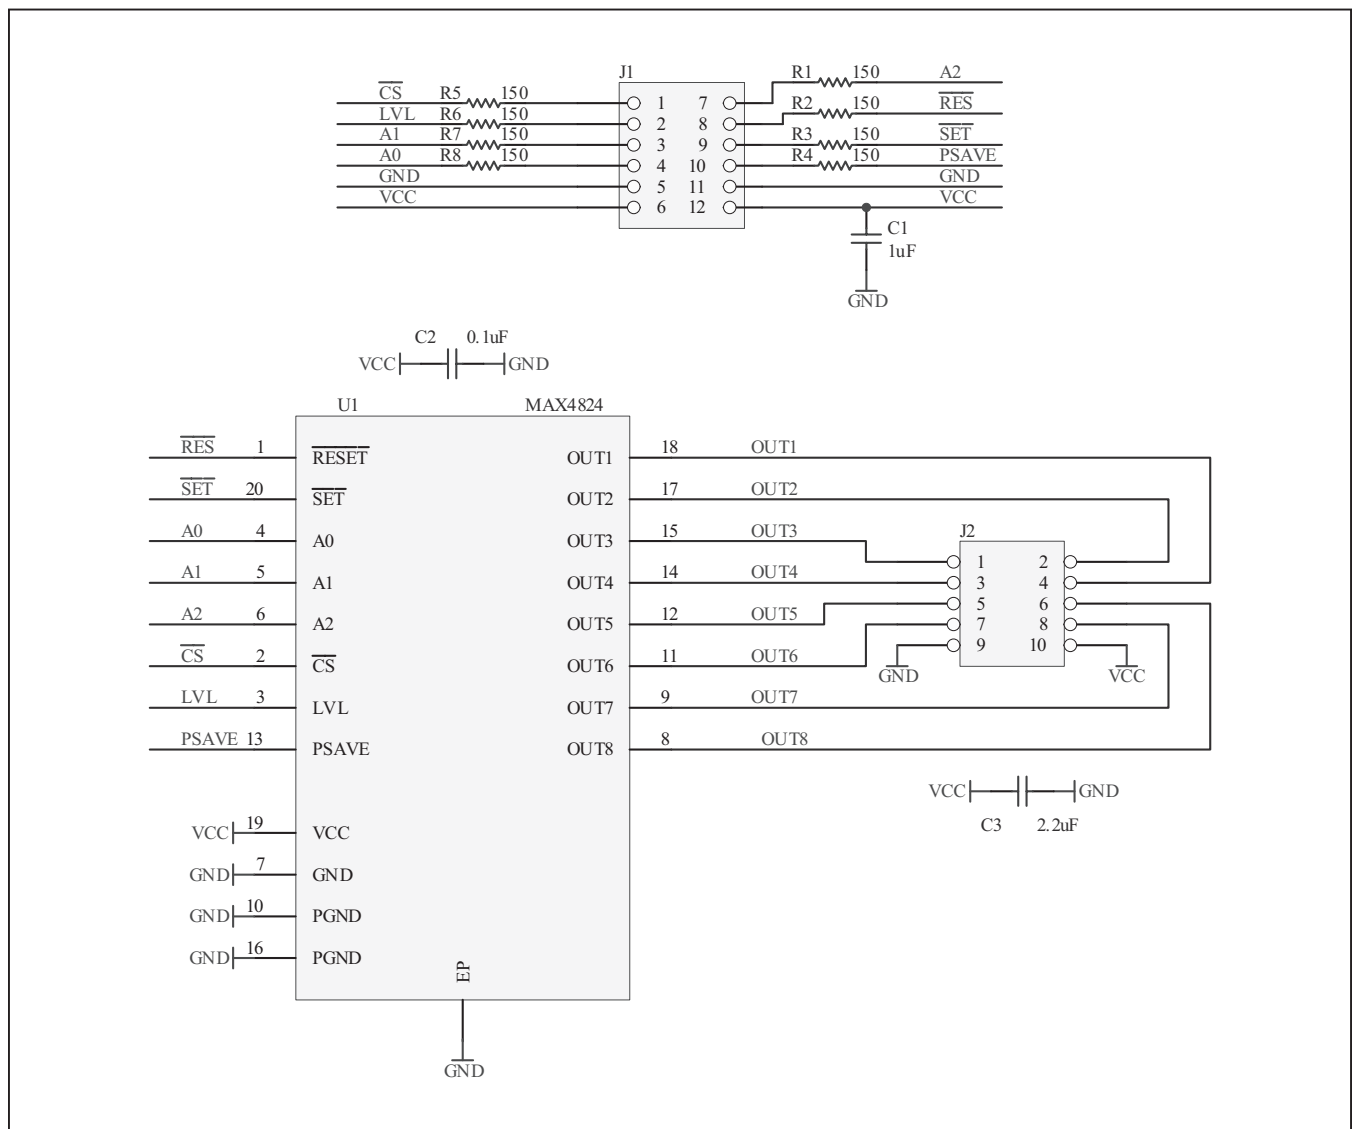 J1
CS R5 150 1 7 R1 150 A2
LVL R6 150 2 8 R2 150 RES
A1 R7 150 3 9 R3 150 SET
A0 R8 150 4 10 R4 150 PSAVE
GND 5 11 GND
VCC 6 12 VCC
C1
1uF
GND
C2 0.1uF
VCC GND
U1 MAX4824
RES 1 RESET OUT1 18 OUT1
SET 20 SET OUT2 17 OUT2
A0 4 A0 OUT3 15 OUT3
A1 5 A1 OUT4 14 OUT4
A2 6 A2 OUT5 12 OUT5
CS 2 CS OUT6 11 OUT6
LVL 3 LVL OUT7 9 OUT7
PSAVE 13 PSAVE OUT8 8 OUT8
J2
1 2
3 4
5 6
7 8
9 10
GND VCC
VCC GND
C3 2.2uF
VCC 19 VCC
GND 7 GND
GND 10 PGND
GND 16 PGND
EP
GND